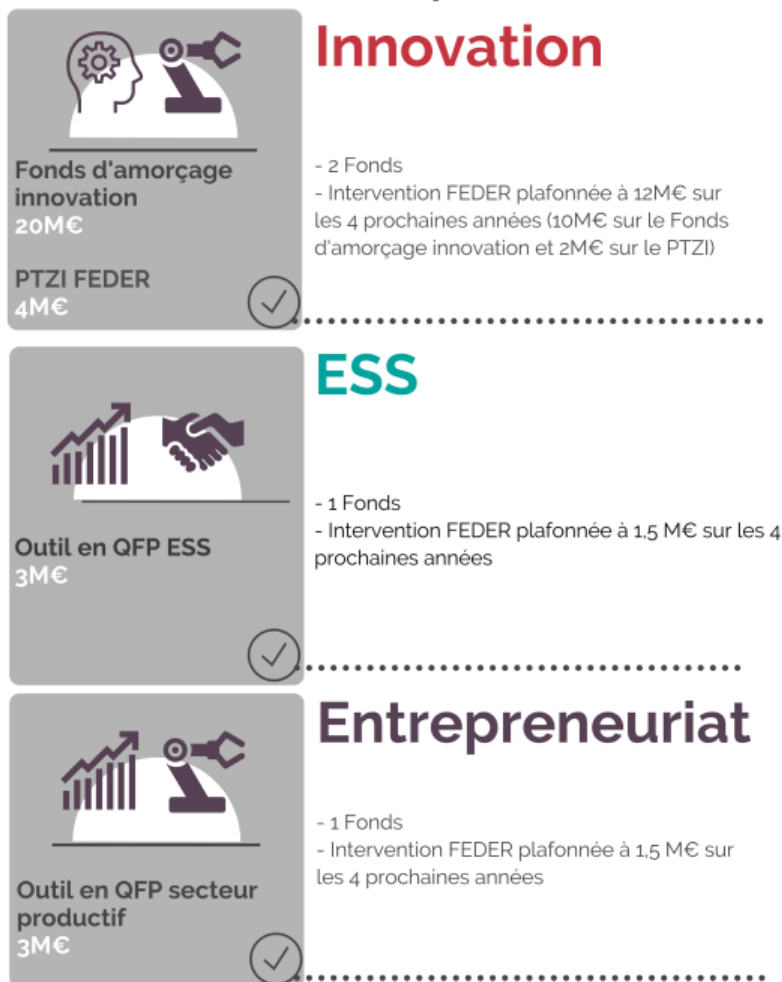 Innovation
Fonds d'amorçage
innovation
20M€
PTZI FEDER
4M€
- 2 Fonds
- Intervention FEDER plafonnée à 12M€ sur
les 4 prochaines années (10M€ sur le Fonds
d'amorçage innovation et 2M€ sur le PTZI)
ESS
Outil en QFP ESS
3M€
- 1 Fonds
- Intervention FEDER plafonnée à 1,5 M€ sur les 4
prochaines années
Entrepreneuriat
Outil en QFP secteur
productif
3M€
- 1 Fonds
- Intervention FEDER plafonnée à 1,5 M€ sur
les 4 prochaines années